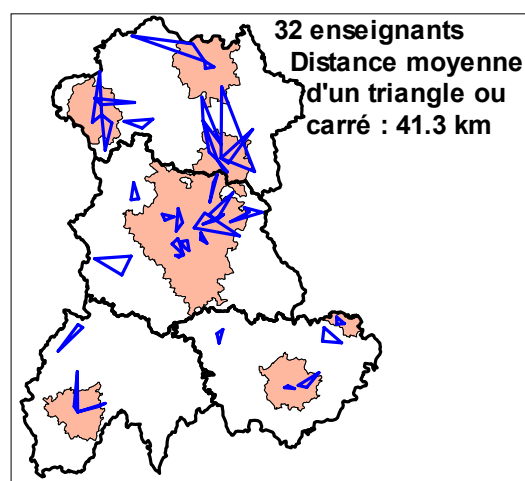 32 enseignants
Distance moyenne
d'un triangle ou
carré : 41.3 km